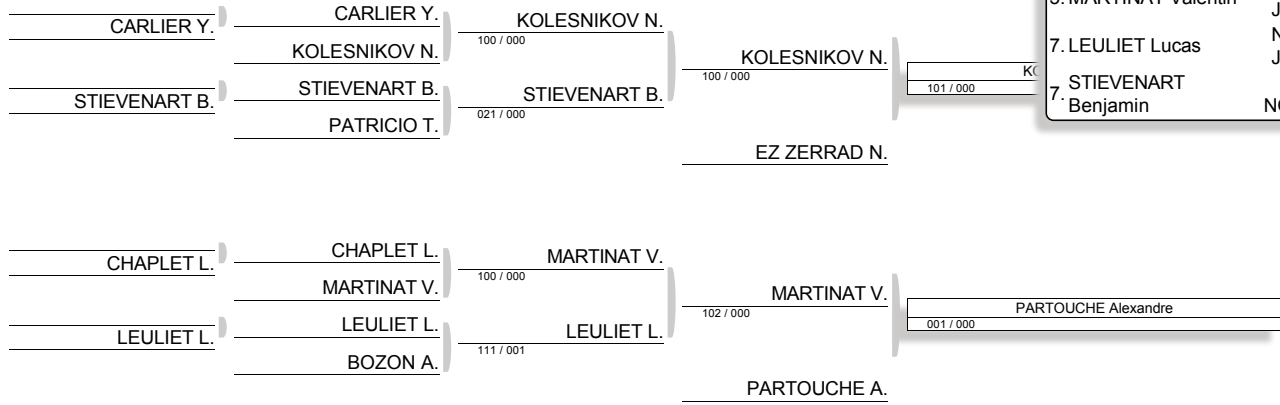 CARLIER Y.
STIEVENART B.
CARLIER Y.
KOLESNIKOV N.
STIEVENART B.
PATRICIO T.
KOLESNIKOV N.
100 / 000
STIEVENART B.
021 / 000
KOLESNIKOV N.
100 / 000
EZ ZERRAD N.
101 / 000
7. LEULIET Lucas
7. STIEVENART
Benjamin
CHAPLET L.
LEULIET L.
CHAPLET L.
MARTINAT V.
LEULIET L.
BOZON A.
MARTINAT V.
100 / 000
LEULIET L.
111 / 001
MARTINAT V.
102 / 000
PARTOUCHE A.
PARTOUCHE Alexandre
001 / 000